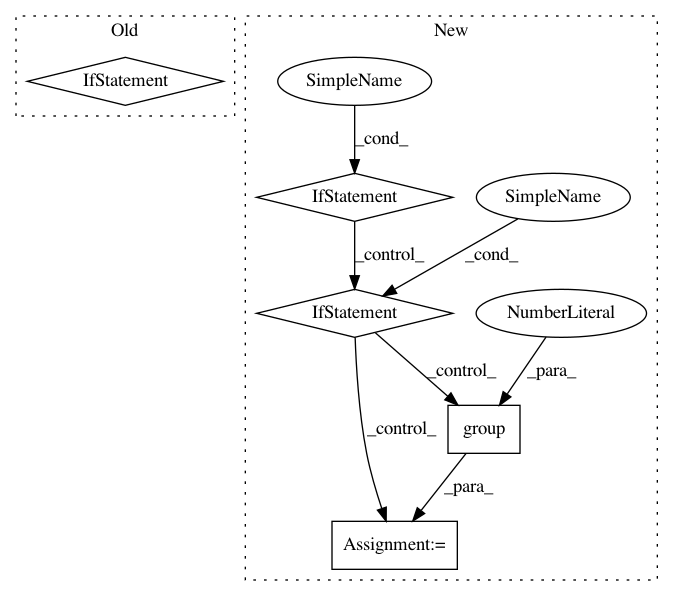 Old
New
IfStatement
SimpleName
_cond_
IfStatement
SimpleName
_control_
_cond_
IfStatement
NumberLiteral
_control_
_para_
_control_
group
_para_
Assignment:=